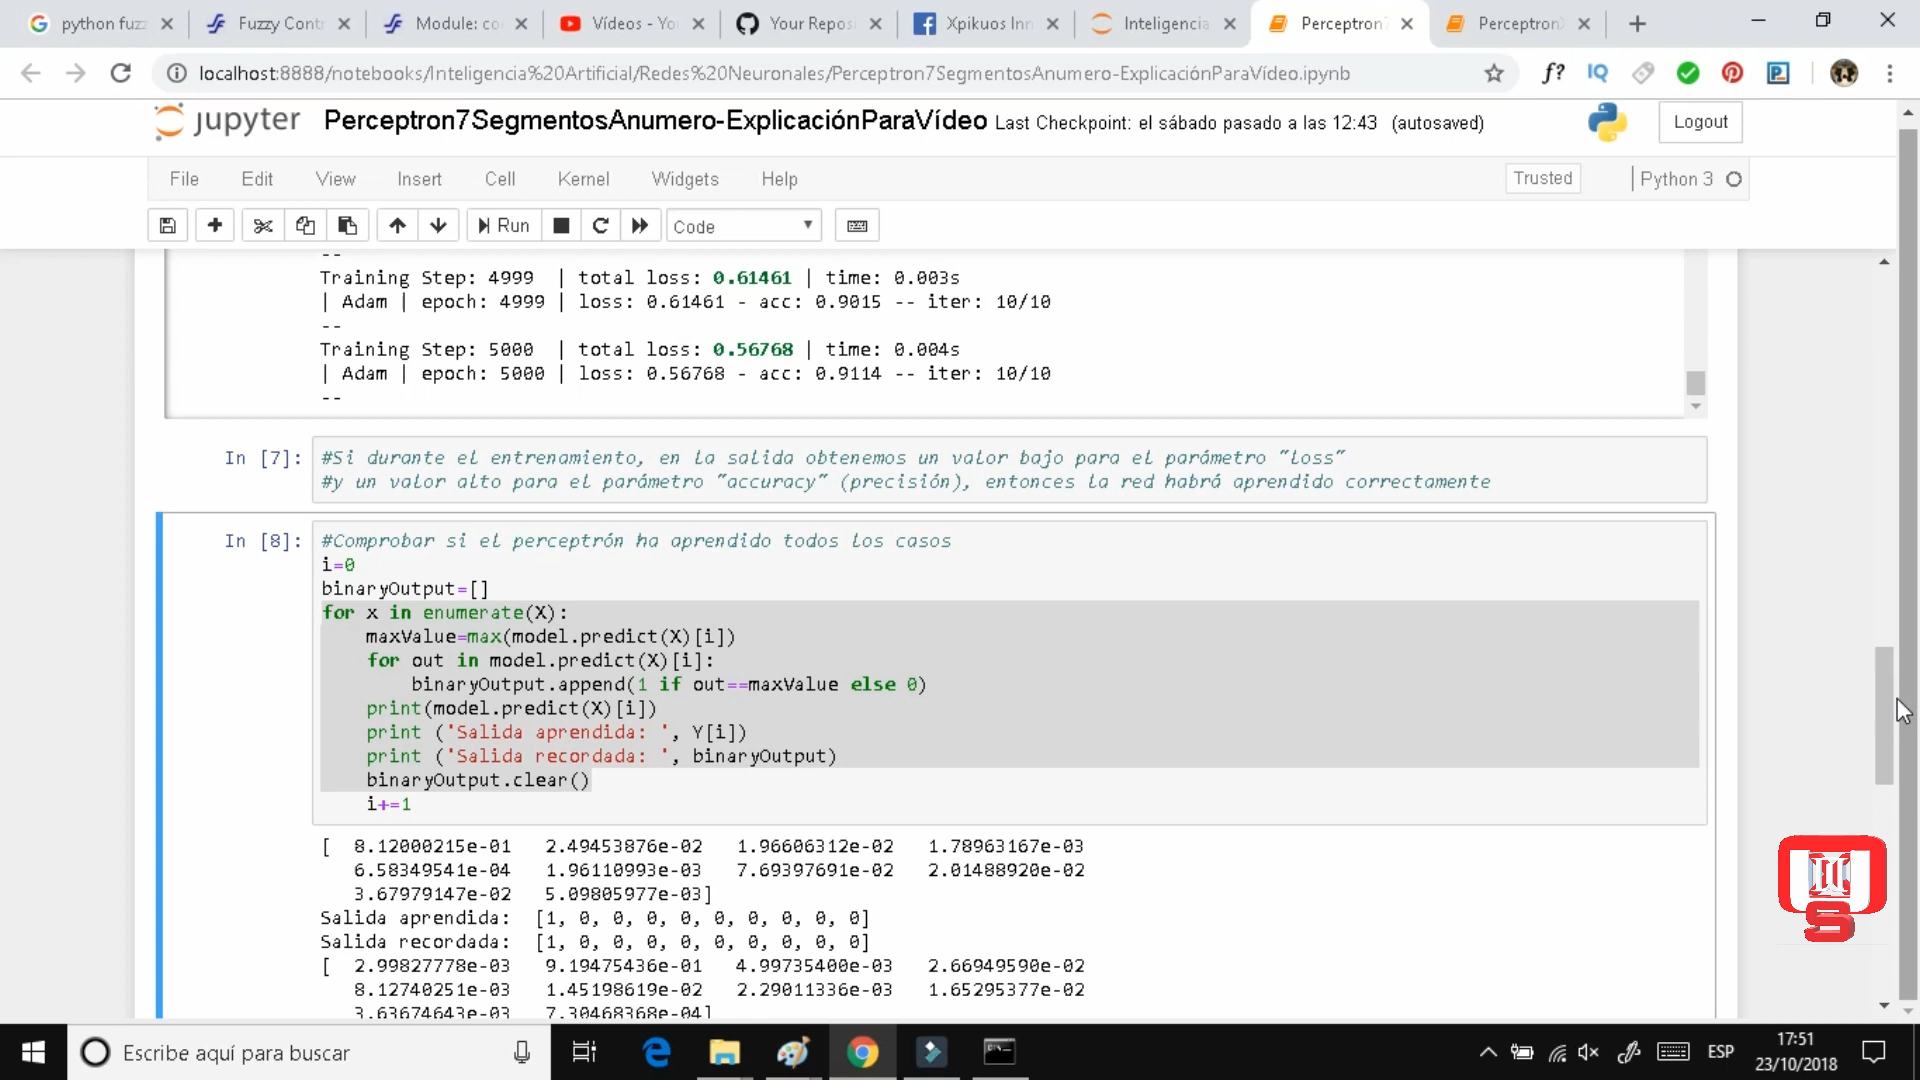 python fuzz
Fuzzy Contr
Module: co
Vídeos - Yo
Your Repos
Xpikuos Inn
Inteligencia
Perceptron7
Perceptron
localhost:8888/notebooks/Inteligencia%20Artificial/Redes%20Neuronales/Perceptron7SegmentosAnumero-ExplicaciónParaVídeo.ipynb
f?
IQ
jupyter Perceptron7SegmentosAnumero-ExplicaciónParaVídeo Last Checkpoint: el sábado pasado a las 12:43 (autosaved)
Logout
File Edit View Insert Cell Kernel Widgets Help
Trusted
Python 3
Run
Code
--
Training Step: 4999 | total loss: 0.61461 | time: 0.003s
| Adam | epoch: 4999 | loss: 0.61461 - acc: 0.9015 -- iter: 10/10
--
Training Step: 5000 | total loss: 0.56768 | time: 0.004s
| Adam | epoch: 5000 | loss: 0.56768 - acc: 0.9114 -- iter: 10/10
--
In [7]: #Si durante el entrenamiento, en la salida obtenemos un valor bajo para el parámetro "loss"
#y un valor alto para el parámetro "accuracy" (precisión), entonces la red habrá aprendido correctamente
In [8]: #Comprobar si el perceptrón ha aprendido todos los casos
i=0
binaryOutput=[]
for x in enumerate(X):
maxValue=max(model.predict(X)[i])
for out in model.predict(X)[i]:
binaryOutput.append(1 if out==maxValue else 0)
print(model.predict(X)[i])
print ('Salida aprendida: ', Y[i])
print ('Salida recordada: ', binaryOutput)
binaryOutput.clear()
i+=1
[ 8.12000215e-01 2.49453876e-02 1.96606312e-02 1.78963167e-03
6.58349541e-04 1.96110993e-03 7.69397691e-02 2.01488920e-02
3.67979147e-02 5.09805977e-03]
Salida aprendida: [1, 0, 0, 0, 0, 0, 0, 0, 0, 0]
Salida recordada: [1, 0, 0, 0, 0, 0, 0, 0, 0, 0]
[ 2.99827778e-03 9.19475436e-01 4.99735400e-03 2.66949590e-02
8.12740251e-03 1.45198619e-02 2.29011336e-03 1.65295377e-02
3.63674643e-03 7.30468368e-04]
Escribe aquí para buscar
ESP
17:51
23/10/2018